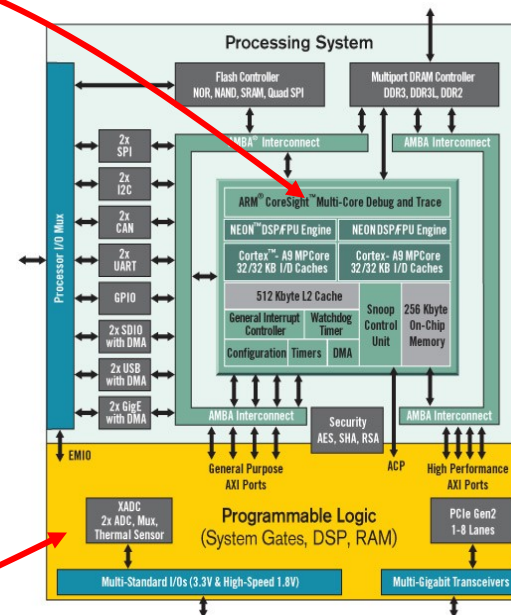 Processing System
Flash Controller
NOR, NAND, SRAM, Quad SPI
Multiport DRAM Controller
DDR3, DDR3L, DDR2
AMBA® Interconnect
AMBA Interconnect
Processor I/O Mux
2x
SPI
2x
I2C
2x
CAN
2x
UART
GPIO
2x SDIO
with DMA
2x USB
with DMA
2x GigE
with DMA
ARM® CoreSight™ Multi-Core Debug and Trace
NEON™ DSP/FPU Engine
NEON DSP/FPU Engine
Cortex™- A9 MPCore
32/32 KB I/D Caches
Cortex- A9 MPCore
32/32 KB I/D Caches
512 Kbyte L2 Cache
General Interrupt
Controller
Watchdog
Timer
Configuration
Timers
DMA
Snoop
Control
Unit
256 Kbyte
On-Chip
Memory
AMBA Interconnect
Security
AES, SHA, RSA
AMBA Interconnect
EMIO
General Purpose
AXI Ports
ACP
High Performance
AXI Ports
XADC
2x ADC, Mux,
Thermal Sensor
Programmable Logic
(System Gates, DSP, RAM)
PCIe Gen2
1-8 Lanes
Multi-Standard I/Os (3.3V & High-Speed 1.8V)
Multi-Gigabit Transceivers